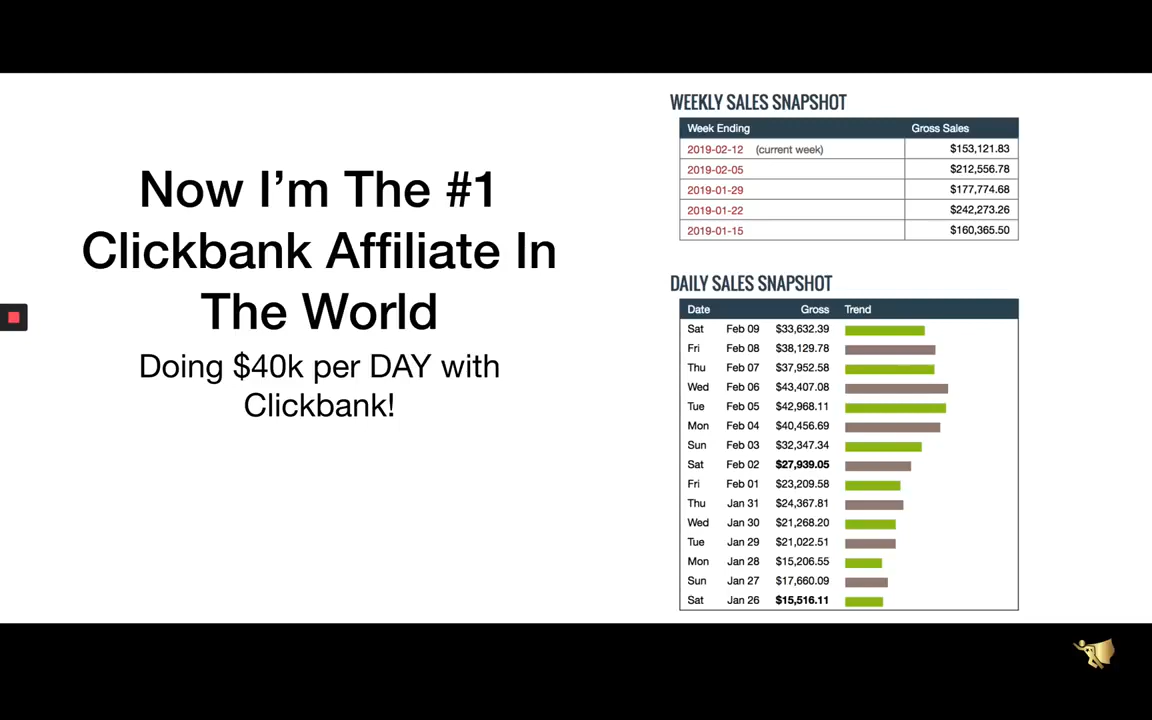 Now I'm The #1
Clickbank Affiliate In
The World
Doing $40k per DAY with
Clickbank!
WEEKLY SALES SNAPSHOT
Week Ending Gross Sales
2019-02-12 (current week) $153,121.83
2019-02-05 $212,556.78
2019-01-29 $177,774.68
2019-01-22 $242,273.26
2019-01-15 $160,365.50
DAILY SALES SNAPSHOT
Date Gross Trend
Sat Feb 09 $33,632.39
Fri Feb 08 $38,129.78
Thu Feb 07 $37,952.58
Wed Feb 06 $43,407.08
Tue Feb 05 $42,968.11
Mon Feb 04 $40,456.69
Sun Feb 03 $32,347.34
Sat Feb 02 $27,939.05
Fri Feb 01 $23,209.58
Thu Jan 31 $24,367.81
Wed Jan 30 $21,268.20
Tue Jan 29 $21,022.51
Mon Jan 28 $15,206.55
Sun Jan 27 $17,660.09
Sat Jan 26 $15,516.11